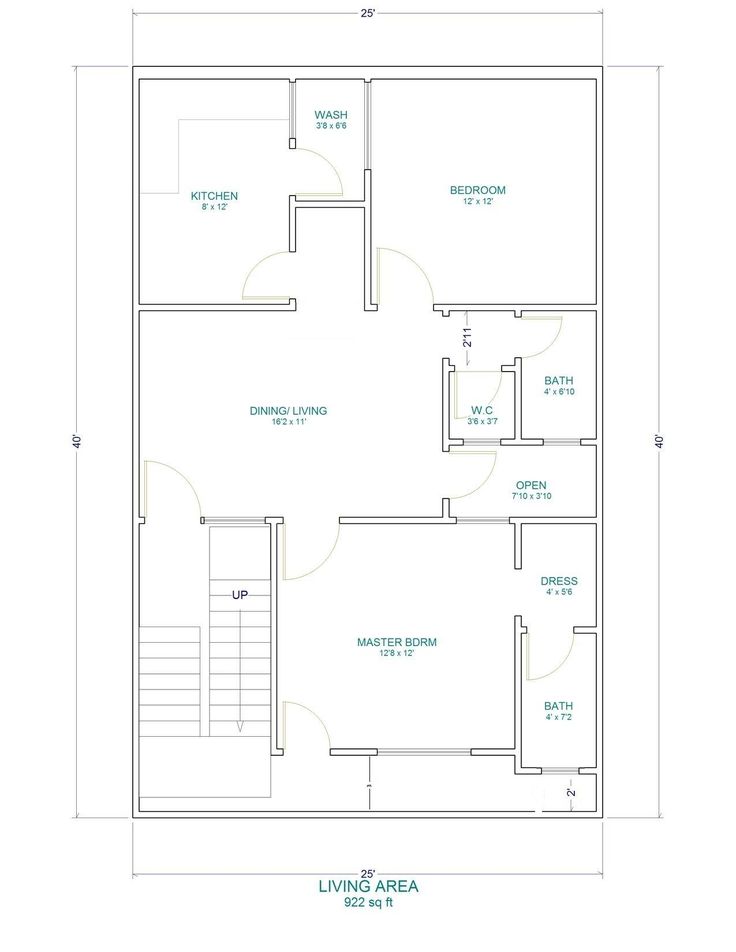 25'
WASH
3'8 x 6'6
KITCHEN
8' x 12'
BEDROOM
12' x 12'
2'11
BATH
4' x 6'10
DINING/ LIVING
16'2 x 11'
W.C
3'6 x 3'7
40'
40'
OPEN
7'10 x 3'10
UP
DRESS
4' x 5'6
MASTER BDRM
12'8 x 12'
BATH
4' x 7'2
2'
25'
LIVING AREA
922 sq ft